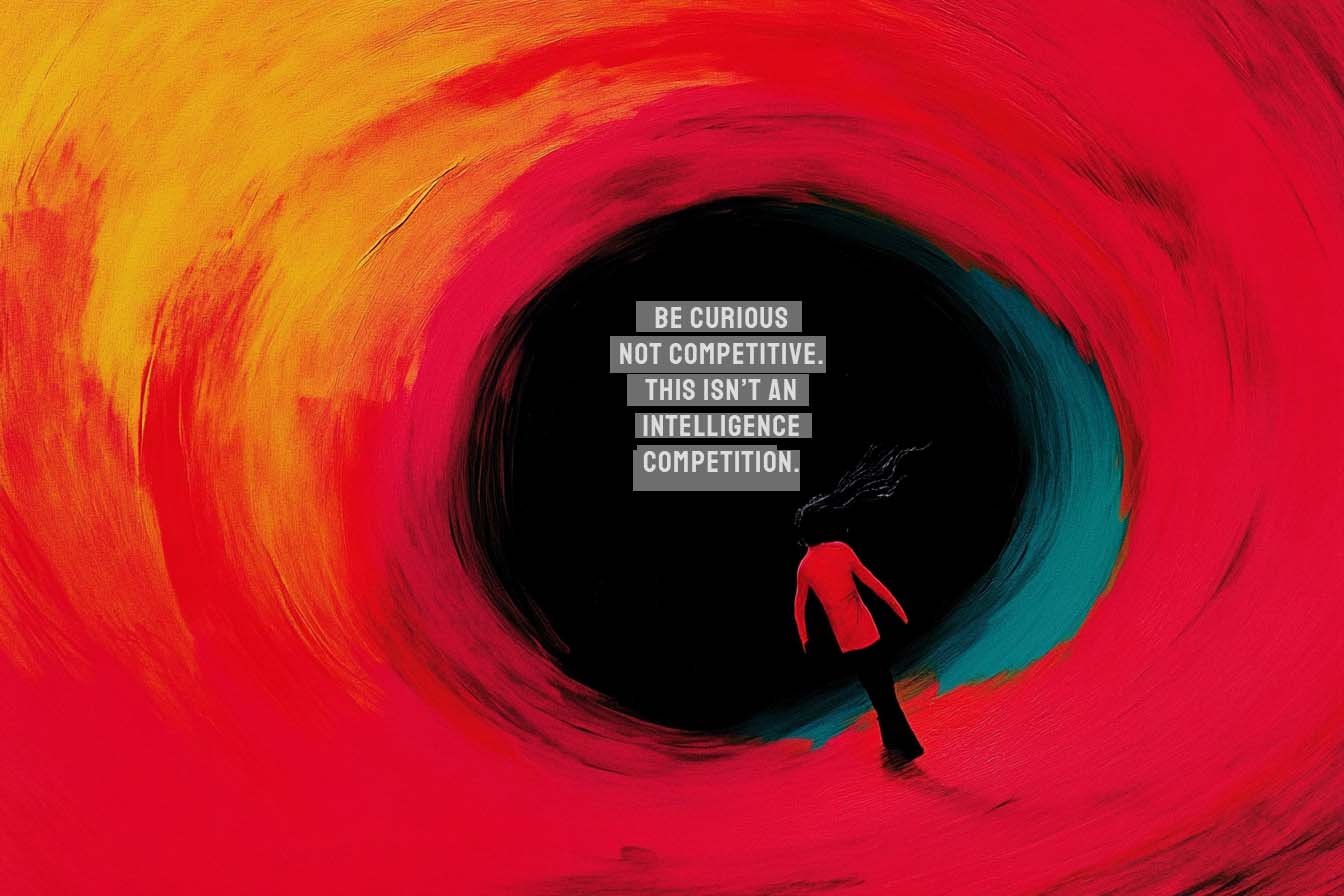 BE CURIOUS
NOT COMPETITIVE.
THIS ISN’T AN
INTELLIGENCE
COMPETITION.